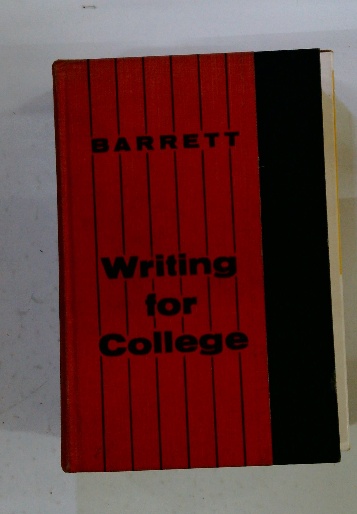 BARRETT
Writing
for
College